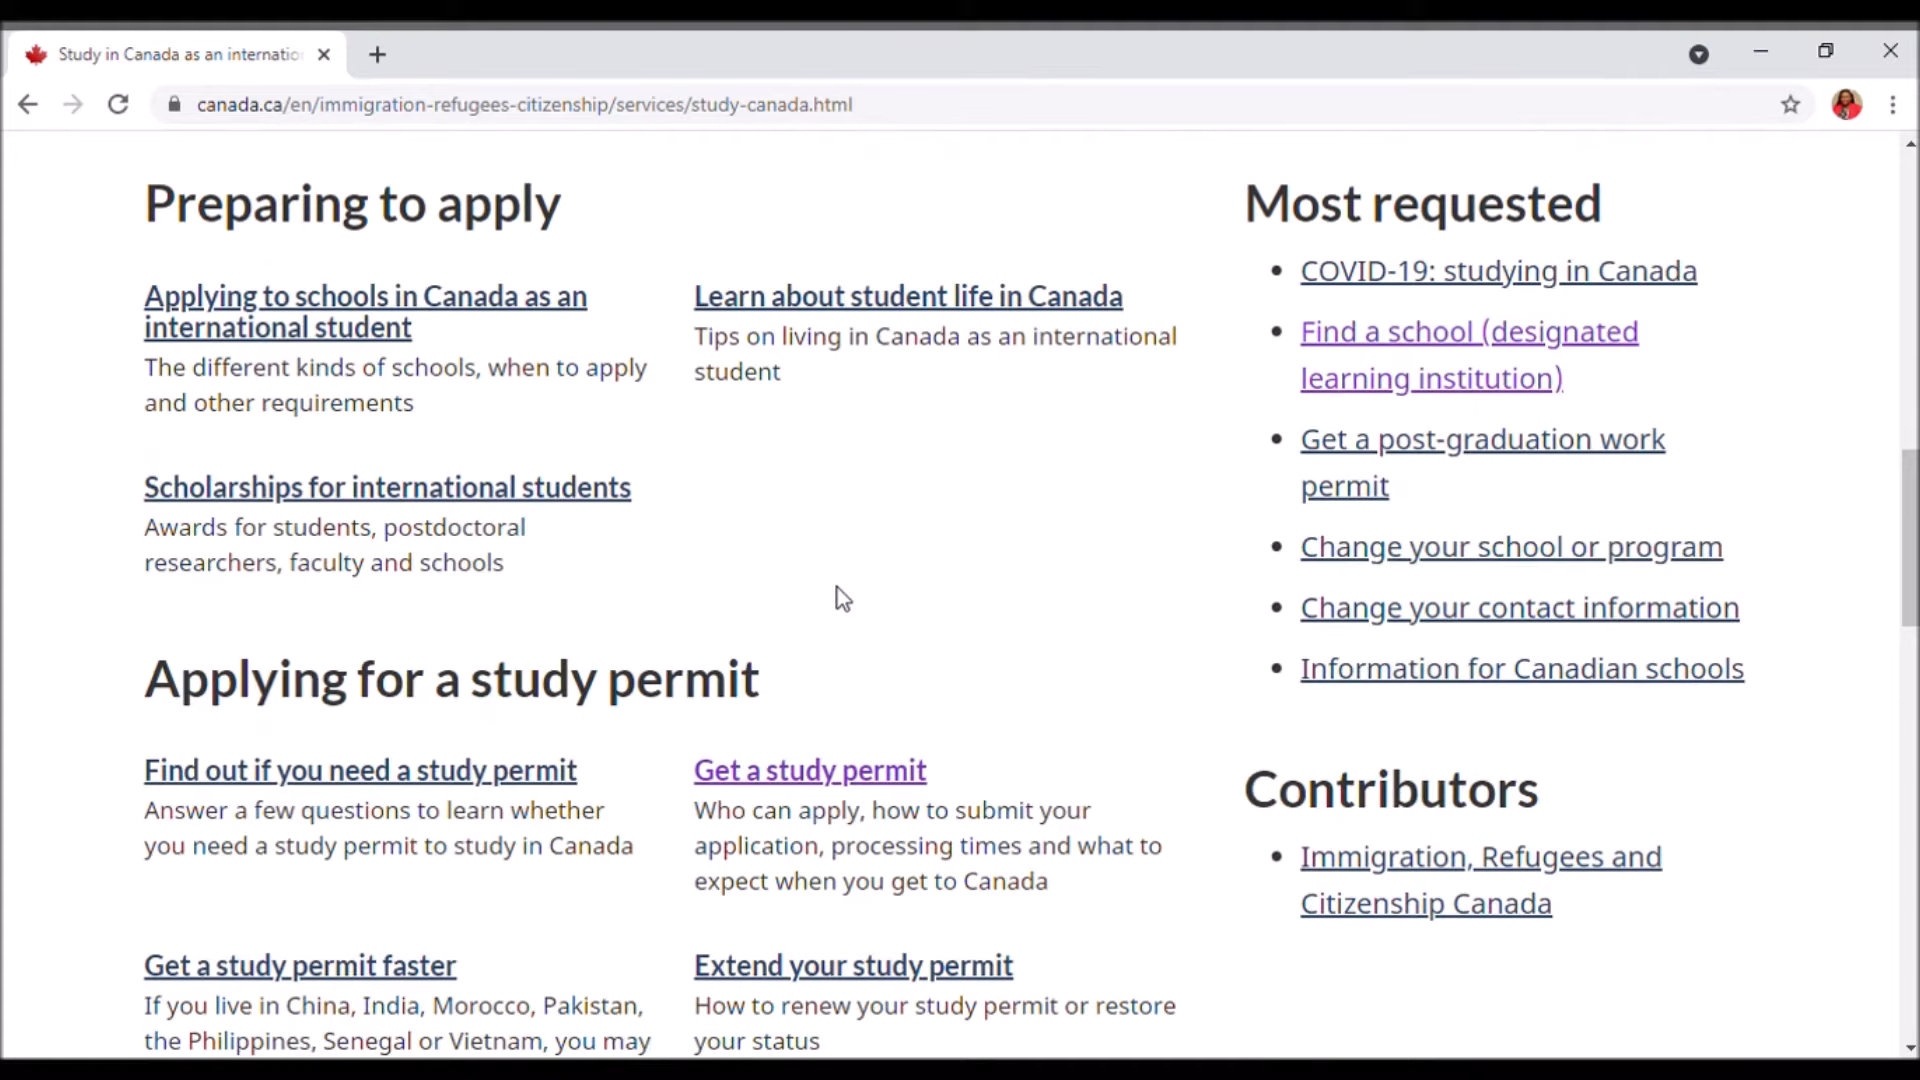 Study in Canada as an internatio
canada.ca/en/immigration-refugees-citizenship/services/study-canada.html
Preparing to apply
Applying to schools in Canada as an
international student
The different kinds of schools, when to apply
and other requirements
Learn about student life in Canada
Tips on living in Canada as an international
student
Scholarships for international students
Awards for students, postdoctoral
researchers, faculty and schools
Applying for a study permit
Find out if you need a study permit
Answer a few questions to learn whether
you need a study permit to study in Canada
Get a study permit
Who can apply, how to submit your
application, processing times and what to
expect when you get to Canada
Get a study permit faster
If you live in China, India, Morocco, Pakistan,
the Philippines, Senegal or Vietnam, you may
Extend your study permit
How to renew your study permit or restore
your status
Most requested
COVID-19: studying in Canada
Find a school (designated
learning institution)
Get a post-graduation work
permit
Change your school or program
Change your contact information
Information for Canadian schools
Contributors
Immigration, Refugees and
Citizenship Canada